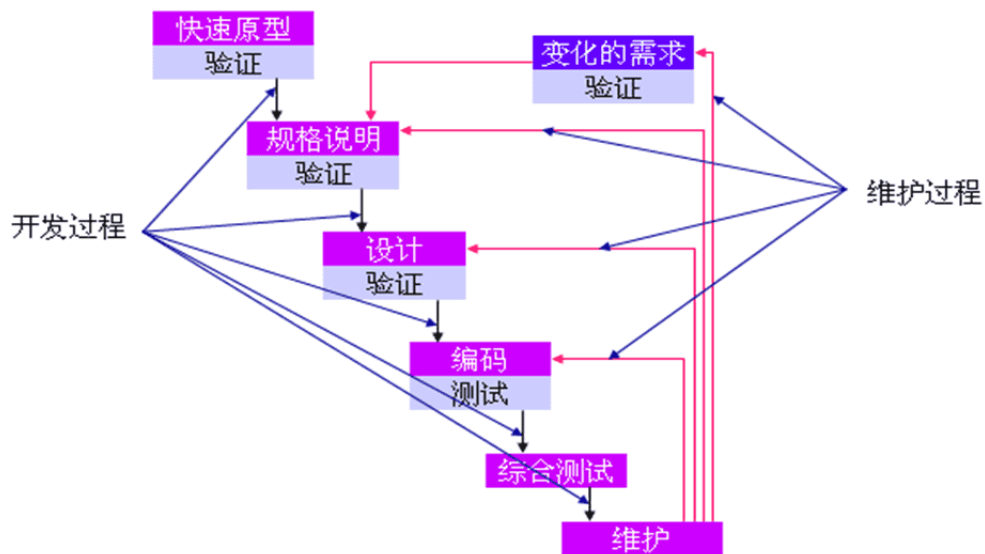 快速原型
验证
变化的需求
验证
规格说明
验证
维护过程
开发过程
设计
验证
编码
测试
综合测试
维护